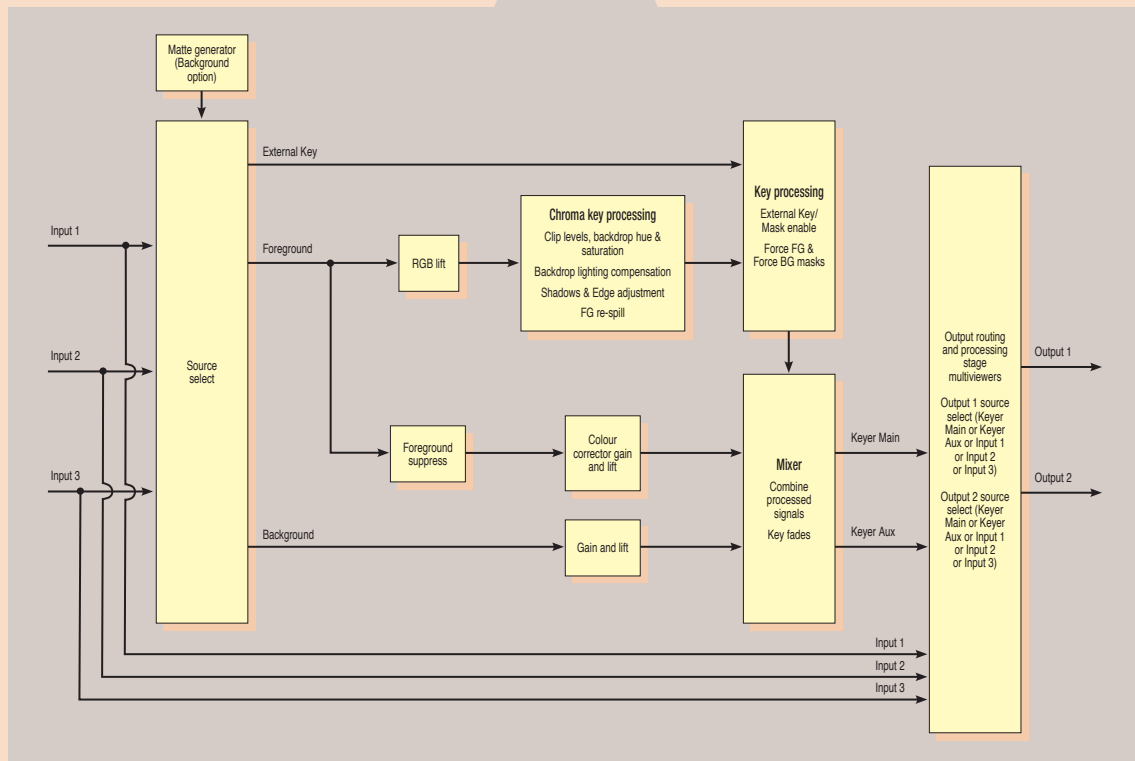 Matte generator
(Background
option)
External Key
Key processing
External Key/
Mask enable
Force FG &
Force BG masks
Chroma key processing
Clip levels, backdrop hue &
saturation
Backdrop lighting compensation
Shadows & Edge adjustment
FG re-spill
Input 1
Foreground
RGB lift
Input 2
Source
select
Output routing
and processing
stage
multiviewers
Output 1 source
select (Keyer
Main or Keyer
Aux or Input 1
or Input 2
or Input 3)
Output 2 source
select (Keyer
Main or Keyer
Aux or Input 1
or Input 2
or Input 3)
Output 1
Input 3
Foreground
suppress
Colour
corrector gain
and lift
Mixer
Combine
processed
signals
Key fades
Keyer Main
Output 2
Background
Gain and lift
Keyer Aux
Input 1
Input 2
Input 3